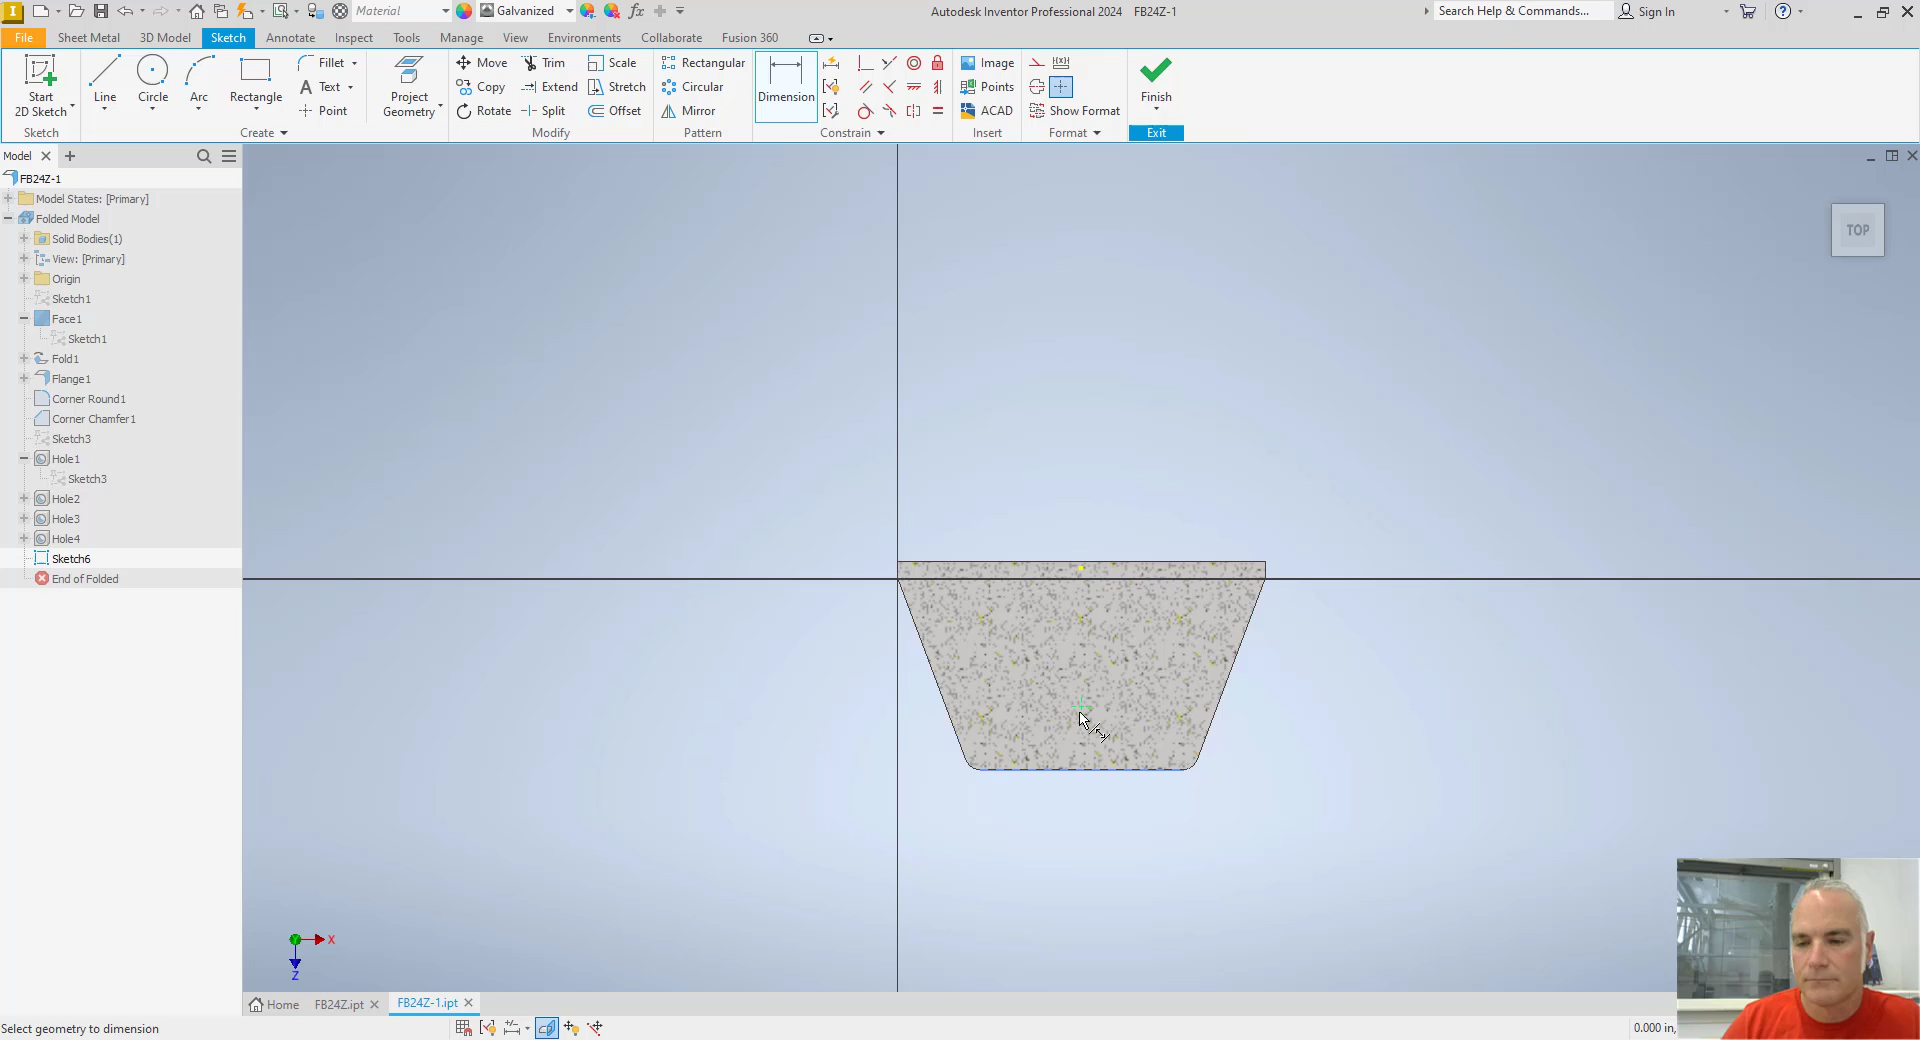 Material
Galvanized
fx
Autodesk Inventor Professional 2024 FB24Z-1
Search Help & Commands...
Sign In
File
Sheet Metal
3D Model
Sketch
Annotate
Inspect
Tools
Manage
View
Environments
Collaborate
Fusion 360
Start
2D Sketch
Line
Circle
Arc
Rectangle
Fillet
Text
Point
Project
Geometry
Move
Copy
Rotate
Trim
Extend
Split
Scale
Stretch
Offset
Rectangular
Circular
Mirror
Dimension
Image
Points
ACAD
Show Format
Finish
Sketch
Create
Modify
Pattern
Constrain
Insert
Format
Exit
Model
FB24Z-1
Model States: [Primary]
Folded Model
Solid Bodies(1)
View: [Primary]
Origin
Sketch1
Face1
Sketch1
Fold1
Flange1
Corner Round1
Corner Chamfer1
Sketch3
Hole1
Sketch3
Hole2
Hole3
Hole4
Sketch6
End of Folded
TOP
X
Z
Home
FB24Z.ipt
FB24Z-1.ipt
Select geometry to dimension
0.000 in,